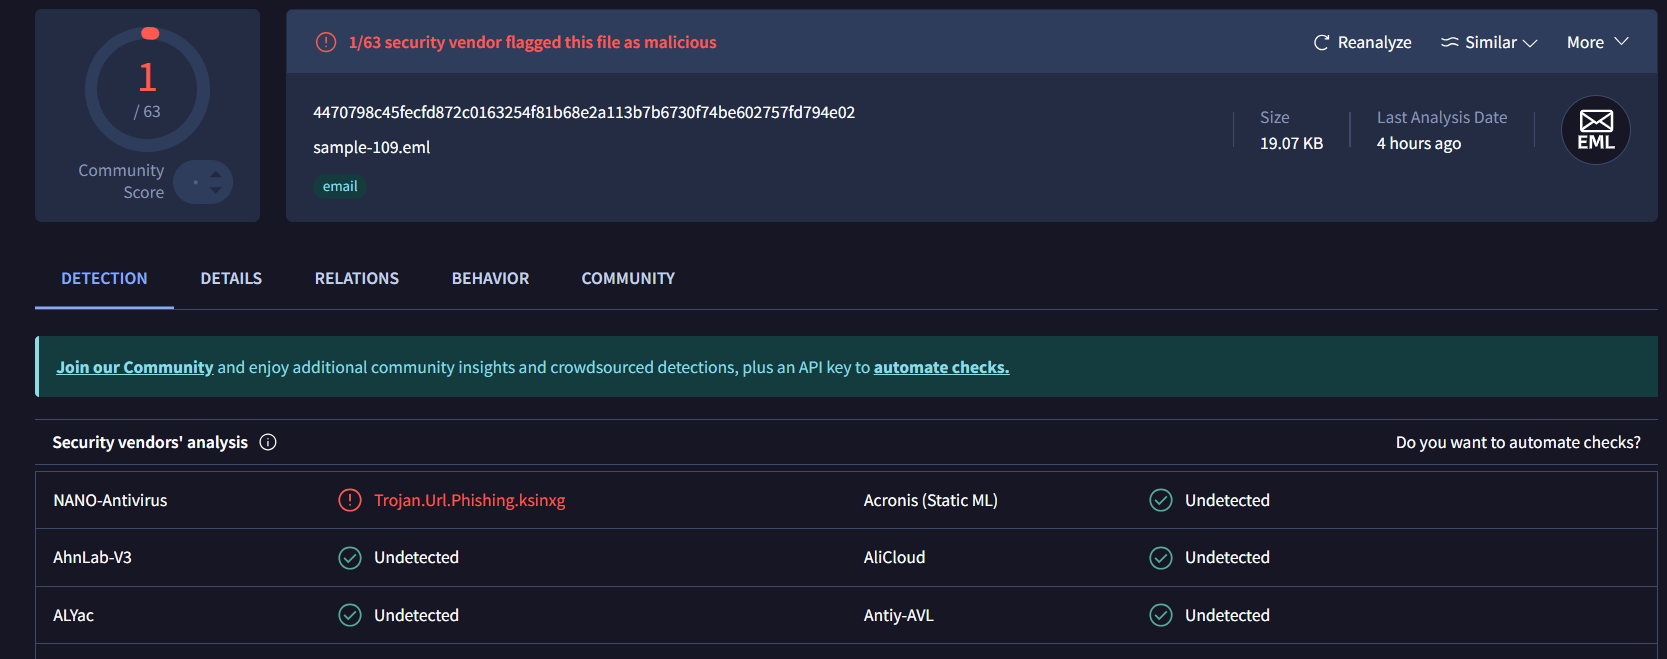 1
/ 63
Community
Score
1/63 security vendor flagged this file as malicious
Reanalyze
Similar
More
4470798c45fecfd872c0163254f81b68e2a113b7b6730f74be602757fd794e02
sample-109.eml
email
Size
19.07 KB
Last Analysis Date
4 hours ago
EML
DETECTION
DETAILS
RELATIONS
BEHAVIOR
COMMUNITY
Join our Community and enjoy additional community insights and crowdsourced detections, plus an API key to automate checks.
Security vendors' analysis
Do you want to automate checks?
NANO-Antivirus
Trojan.Url.Phishing.ksinxg
Acronis (Static ML)
Undetected
AhnLab-V3
Undetected
AliCloud
Undetected
ALYac
Undetected
Antiy-AVL
Undetected